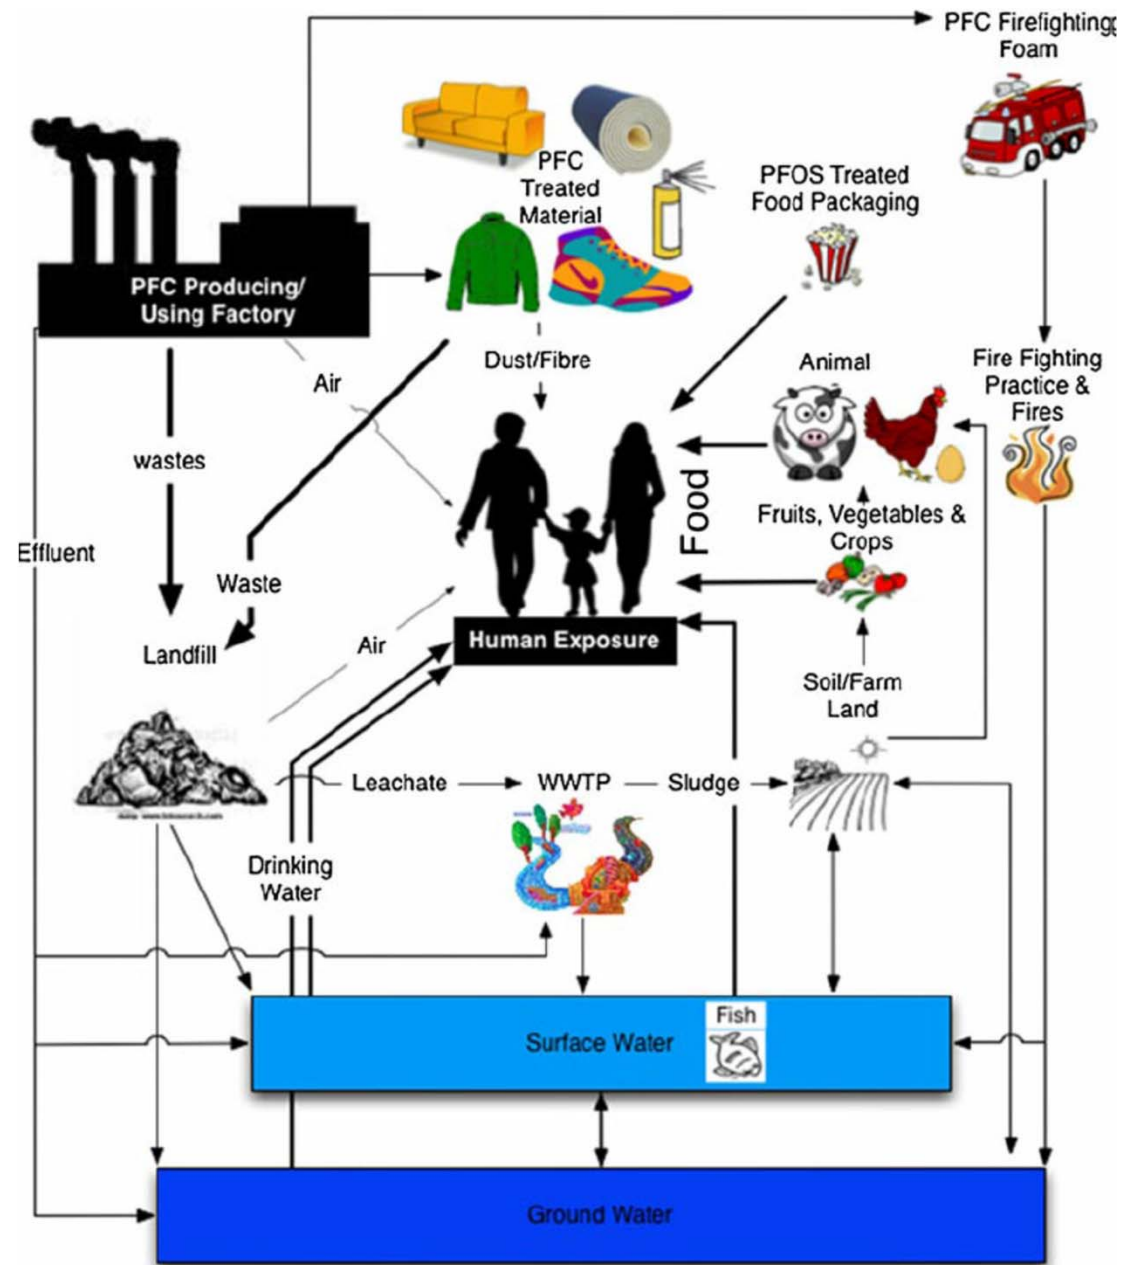 PFC Firefighting
Foam
PFC
Treated
Material
PFOS Treated
Food Packaging
PFC Producing/
Using Factory
Dust/Fibre
Air
Animal
Fire Fighting
Practice &
Fires
wastes
Food
Fruits, Vegetables &
Crops
Effluent
Waste
Landfill
Air
Human Exposure
Soil/Farm
Land
Leachate
WWTP
Sludge
Drinking
Water
Fish
Surface Water
Ground Water